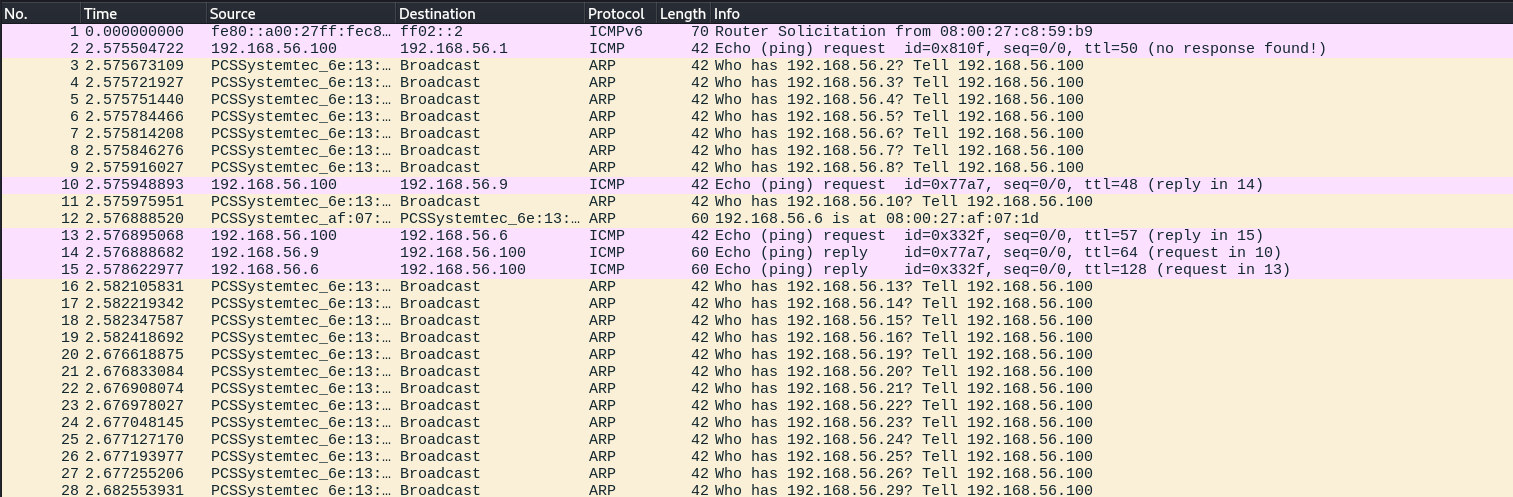 No. Time Source Destination Protocol Length Info
1 0.000000000 fe80::a00:27ff:fec8… ff02::2 ICMPv6 70 Router Solicitation from 08:00:27:c8:59:b9
2 2.575504722 192.168.56.100 192.168.56.1 ICMP 42 Echo (ping) request id=0x810f, seq=0/0, ttl=50 (no response found!)
3 2.575673109 PCSSystemtec_6e:13:… Broadcast ARP 42 Who has 192.168.56.2? Tell 192.168.56.100
4 2.575721927 PCSSystemtec_6e:13:… Broadcast ARP 42 Who has 192.168.56.3? Tell 192.168.56.100
5 2.575751440 PCSSystemtec_6e:13:… Broadcast ARP 42 Who has 192.168.56.4? Tell 192.168.56.100
6 2.575784466 PCSSystemtec_6e:13:… Broadcast ARP 42 Who has 192.168.56.5? Tell 192.168.56.100
7 2.575814208 PCSSystemtec_6e:13:… Broadcast ARP 42 Who has 192.168.56.6? Tell 192.168.56.100
8 2.575846276 PCSSystemtec_6e:13:… Broadcast ARP 42 Who has 192.168.56.7? Tell 192.168.56.100
9 2.575916027 PCSSystemtec_6e:13:… Broadcast ARP 42 Who has 192.168.56.8? Tell 192.168.56.100
10 2.575948893 192.168.56.100 192.168.56.9 ICMP 42 Echo (ping) request id=0x77a7, seq=0/0, ttl=48 (reply in 14)
11 2.575975951 PCSSystemtec_6e:13:… Broadcast ARP 42 Who has 192.168.56.10? Tell 192.168.56.100
12 2.576888520 PCSSystemtec_af:07:… PCSSystemtec_6e:13:… ARP 60 192.168.56.6 is at 08:00:27:af:07:1d
13 2.576895068 192.168.56.100 192.168.56.6 ICMP 42 Echo (ping) request id=0x332f, seq=0/0, ttl=57 (reply in 15)
14 2.576888682 192.168.56.9 192.168.56.100 ICMP 60 Echo (ping) reply id=0x77a7, seq=0/0, ttl=64 (request in 10)
15 2.578622977 192.168.56.6 192.168.56.100 ICMP 60 Echo (ping) reply id=0x332f, seq=0/0, ttl=128 (request in 13)
16 2.582105831 PCSSystemtec_6e:13:… Broadcast ARP 42 Who has 192.168.56.13? Tell 192.168.56.100
17 2.582219342 PCSSystemtec_6e:13:… Broadcast ARP 42 Who has 192.168.56.14? Tell 192.168.56.100
18 2.582347587 PCSSystemtec_6e:13:… Broadcast ARP 42 Who has 192.168.56.15? Tell 192.168.56.100
19 2.582418692 PCSSystemtec_6e:13:… Broadcast ARP 42 Who has 192.168.56.16? Tell 192.168.56.100
20 2.676618875 PCSSystemtec_6e:13:… Broadcast ARP 42 Who has 192.168.56.19? Tell 192.168.56.100
21 2.676833084 PCSSystemtec_6e:13:… Broadcast ARP 42 Who has 192.168.56.20? Tell 192.168.56.100
22 2.676908074 PCSSystemtec_6e:13:… Broadcast ARP 42 Who has 192.168.56.21? Tell 192.168.56.100
23 2.676978027 PCSSystemtec_6e:13:… Broadcast ARP 42 Who has 192.168.56.22? Tell 192.168.56.100
24 2.677048145 PCSSystemtec_6e:13:… Broadcast ARP 42 Who has 192.168.56.23? Tell 192.168.56.100
25 2.677127170 PCSSystemtec_6e:13:… Broadcast ARP 42 Who has 192.168.56.24? Tell 192.168.56.100
26 2.677193977 PCSSystemtec_6e:13:… Broadcast ARP 42 Who has 192.168.56.25? Tell 192.168.56.100
27 2.677255206 PCSSystemtec_6e:13:… Broadcast ARP 42 Who has 192.168.56.26? Tell 192.168.56.100
28 2.682553931 PCSSystemtec_6e:13:… Broadcast ARP 42 Who has 192.168.56.29? Tell 192.168.56.100